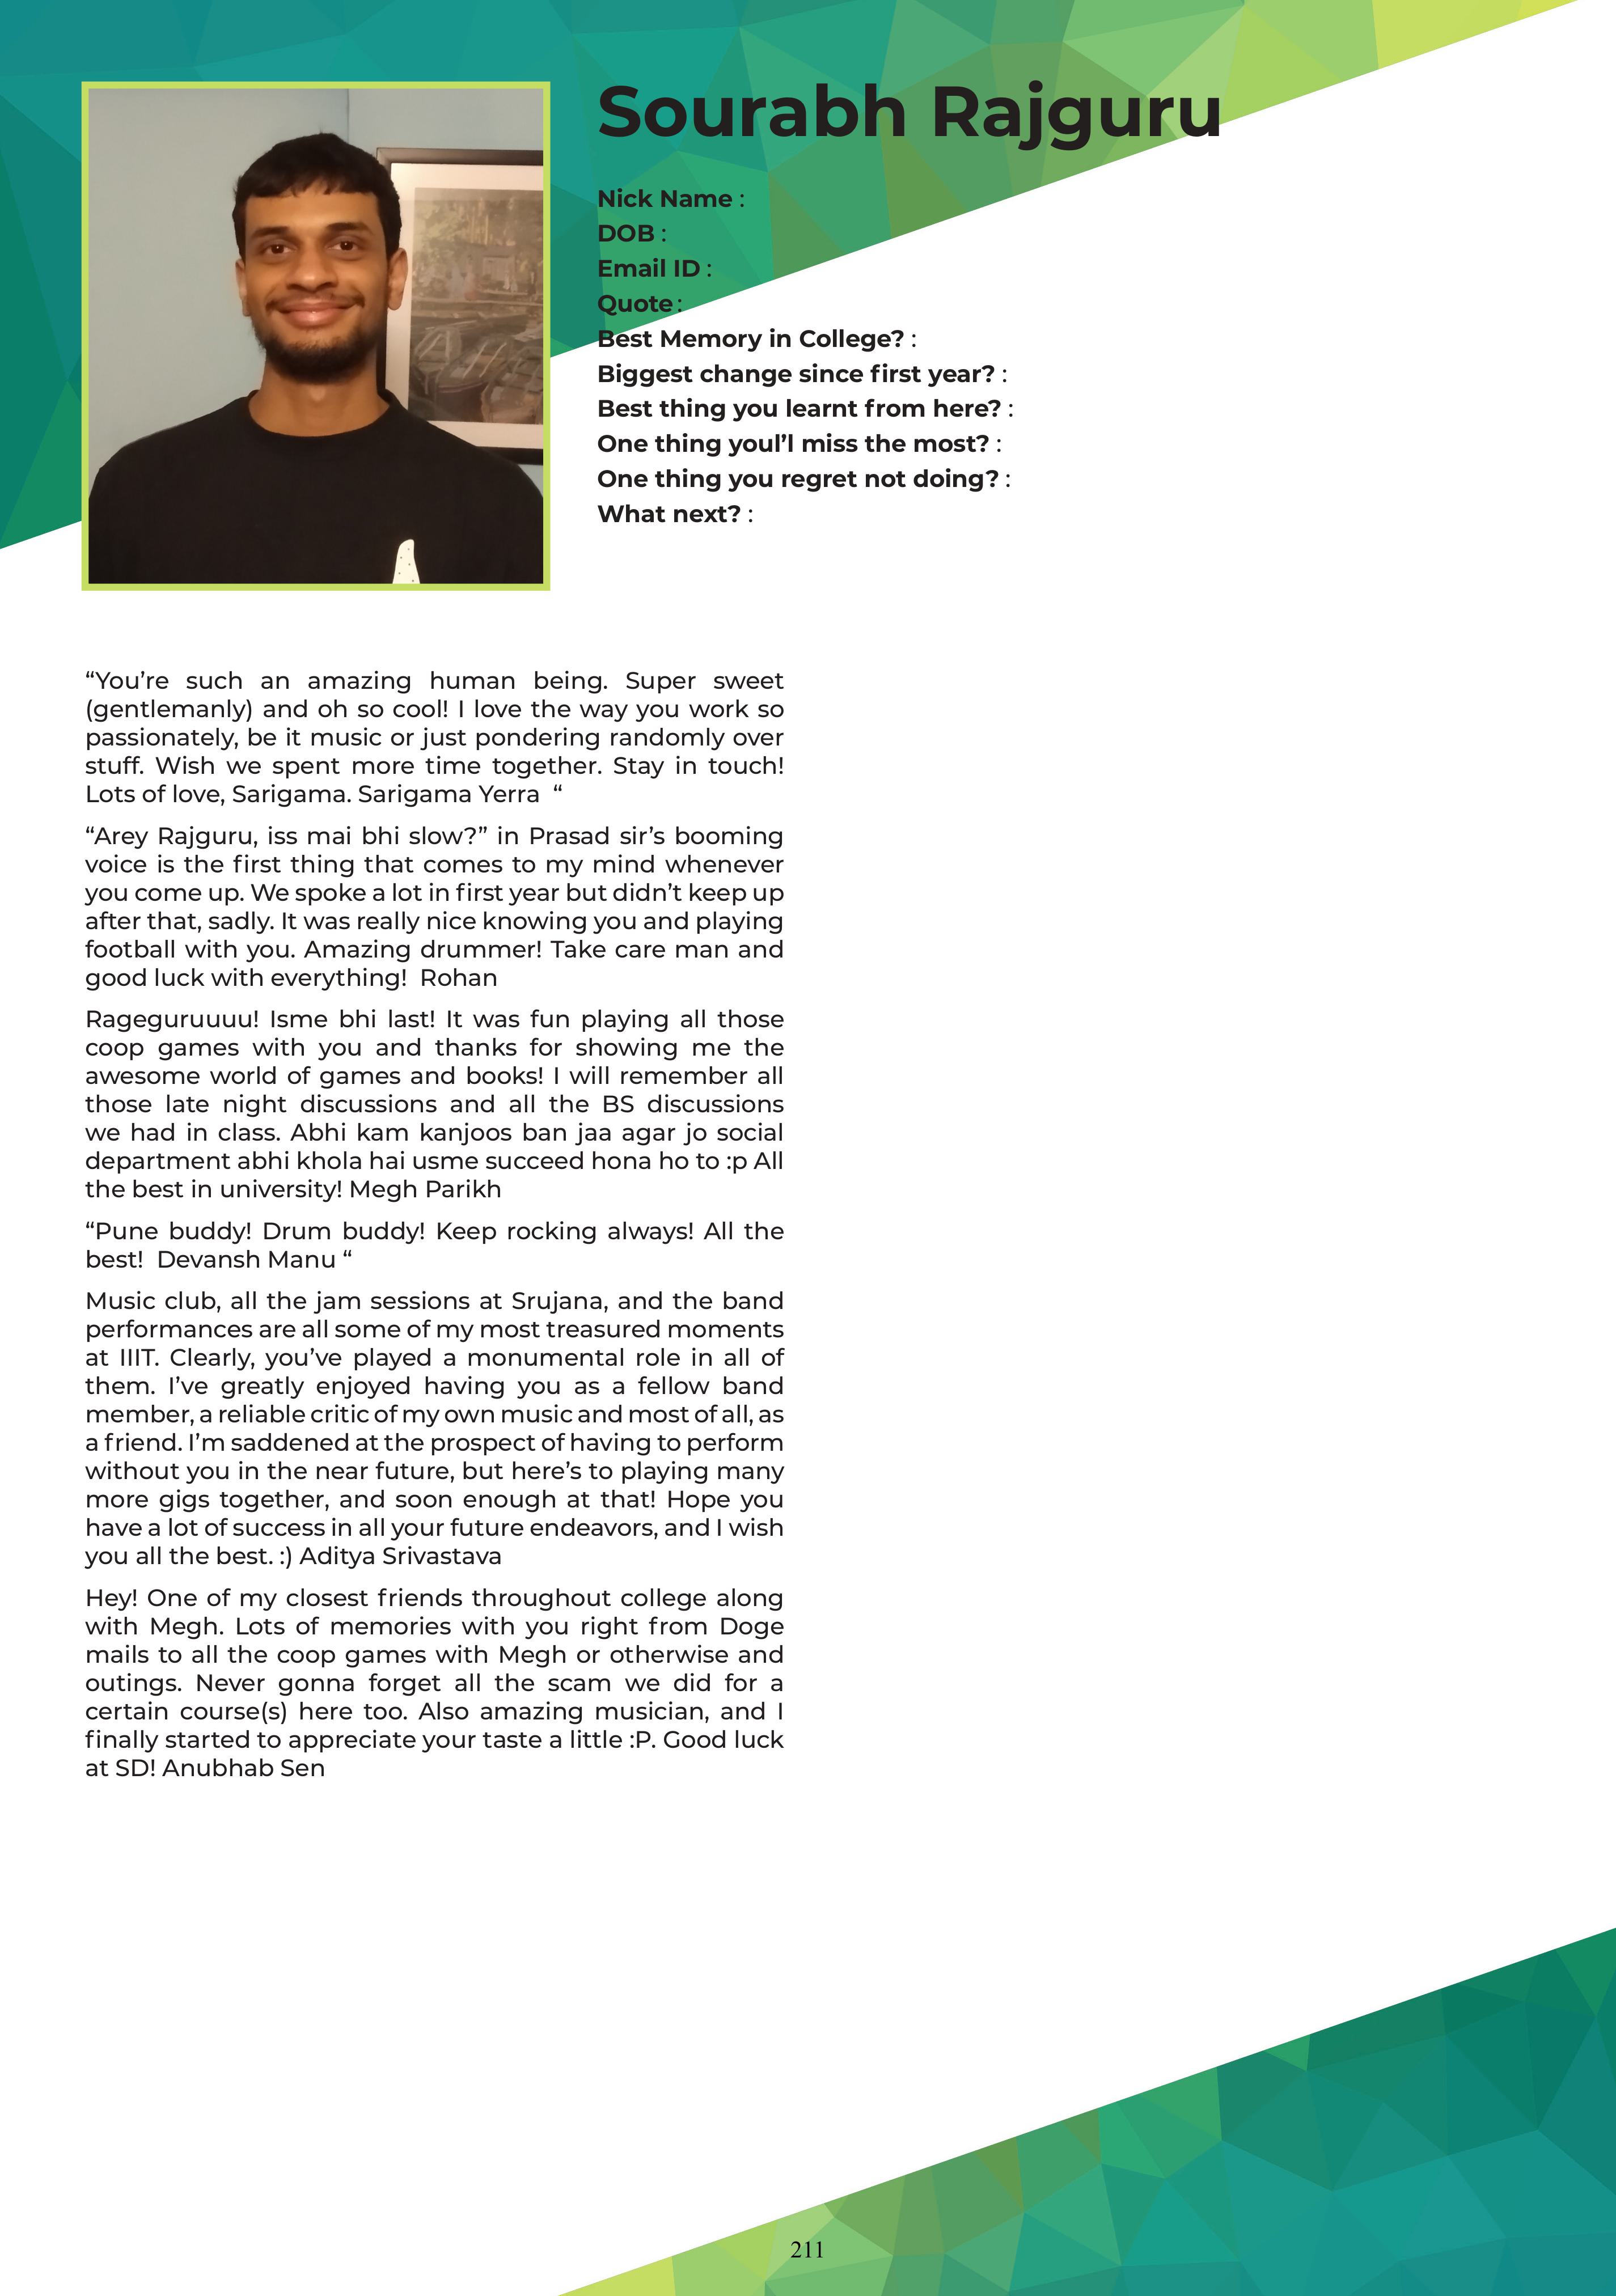 Sourabh Rajguru
Nick Name :
DOB :
Email ID :
Quote :
Best Memory in College? :
Biggest change since first year? :
Best thing you learnt from here? :
One thing youl’l miss the most? :
One thing you regret not doing? :
What next? :
“You’re such an amazing human being. Super sweet
(gentlemanly) and oh so cool! I love the way you work so
passionately, be it music or just pondering randomly over
stuff. Wish we spent more time together. Stay in touch!
Lots of love, Sarigama. Sarigama Yerra “
“Arey Rajguru, iss mai bhi slow?” in Prasad sir’s booming
voice is the first thing that comes to my mind whenever
you come up. We spoke a lot in first year but didn’t keep up
after that, sadly. It was really nice knowing you and playing
football with you. Amazing drummer! Take care man and
good luck with everything! Rohan
Rageguruuuu! Isme bhi last! It was fun playing all those
coop games with you and thanks for showing me the
awesome world of games and books! I will remember all
those late night discussions and all the BS discussions
we had in class. Abhi kam kanjoos ban jaa agar jo social
department abhi khola hai usme succeed hona ho to :p All
the best in university! Megh Parikh
“Pune buddy! Drum buddy! Keep rocking always! All the
best! Devansh Manu “
Music club, all the jam sessions at Srujana, and the band
performances are all some of my most treasured moments
at IIIT. Clearly, you’ve played a monumental role in all of
them. I’ve greatly enjoyed having you as a fellow band
member, a reliable critic of my own music and most of all, as
a friend. I’m saddened at the prospect of having to perform
without you in the near future, but here’s to playing many
more gigs together, and soon enough at that! Hope you
have a lot of success in all your future endeavors, and I wish
you all the best. :) Aditya Srivastava
Hey! One of my closest friends throughout college along
with Megh. Lots of memories with you right from Doge
mails to all the coop games with Megh or otherwise and
outings. Never gonna forget all the scam we did for a
certain course(s) here too. Also amazing musician, and I
finally started to appreciate your taste a little :P. Good luck
at SD! Anubhab Sen
211